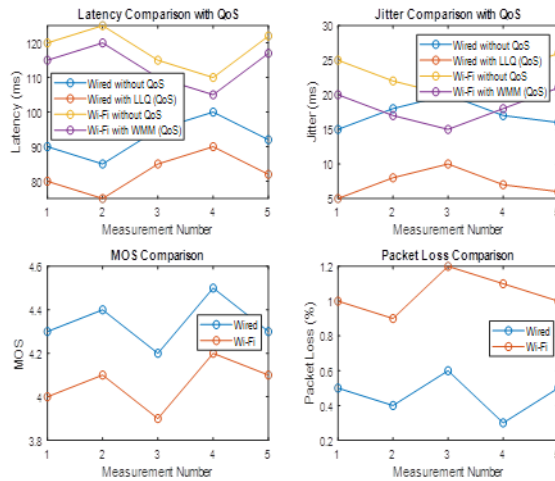 Latency Comparison with QoS
120
110
100
90
80
Latency (ms)
Wired without QoS
Wired with LLQ (QoS)
Wi-Fi without QoS
Wi-Fi with WMM (QoS)
1 2 3 4 5
Measurement Number
Jitter Comparison with QoS
30
25
20
15
10
5
Jitter (ms)
Wired without QoS
Wired with LLQ (QoS)
Wi-Fi without QoS
Wi-Fi with WMM (QoS)
1 2 3 4 5
Measurement Number
MOS Comparison
4.6
4.4
4.2
4
3.8
MOS
Wired
Wi-Fi
1 2 3 4 5
Measurement Number
Packet Loss Comparison
1.2
1
0.8
0.6
0.4
0.2
Packet Loss (%)
Wired
Wi-Fi
1 2 3 4 5
Measurement Number